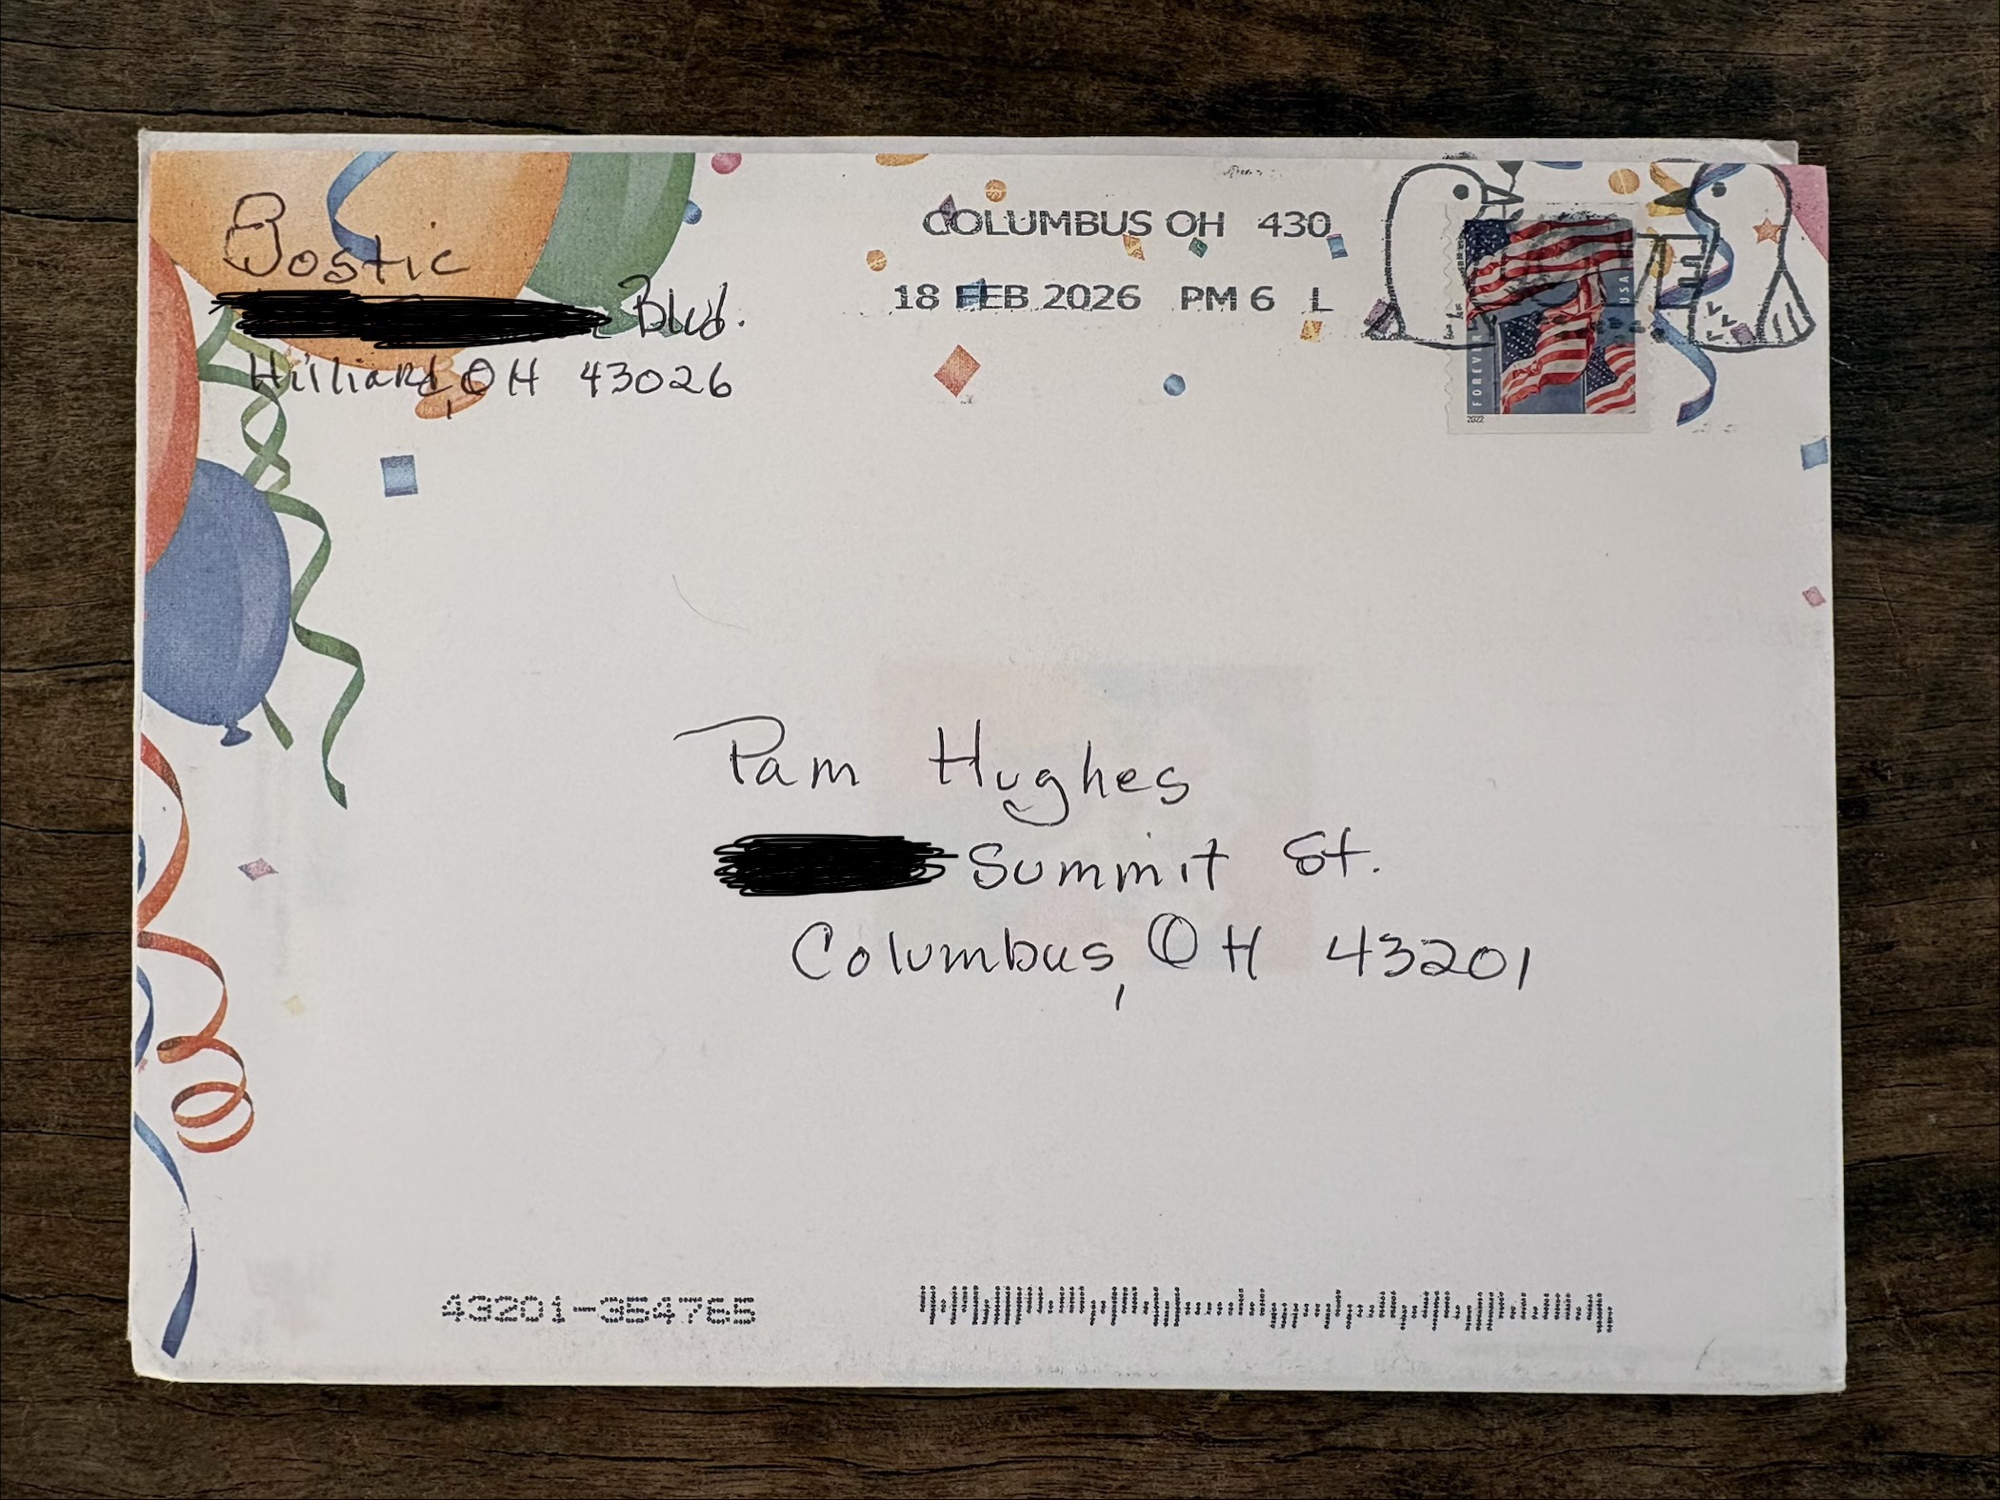 Bostic
Blvd.
Hilliard, OH 43026
COLUMBUS OH 430
18 FEB 2026 PM 6 L
FOREVER
USA
2022
Pam Hughes
Summit St.
Columbus, OH 43201
43201-354765